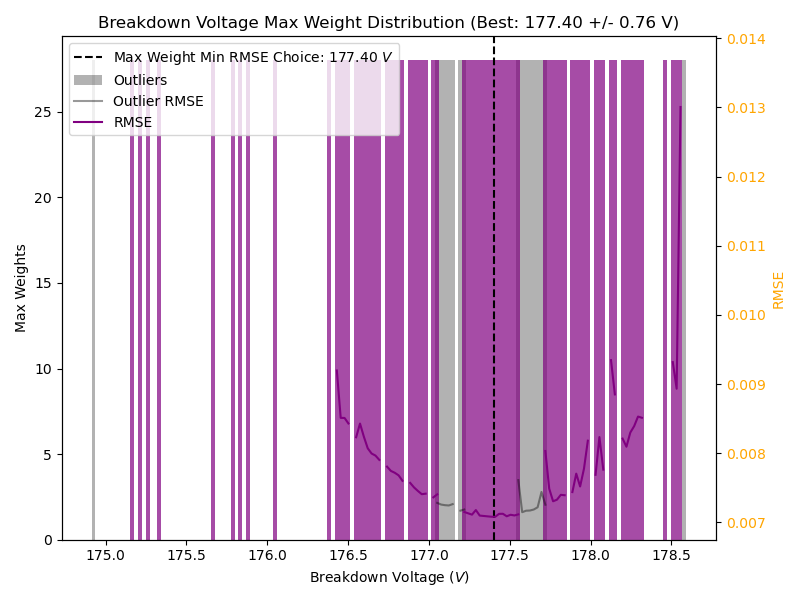 Breakdown Voltage Max Weight Distribution (Best: 177.40 +/- 0.76 V)
Max Weight Min RMSE Choice: 177.40 V
Outliers
Outlier RMSE
RMSE
Max Weights
0
5
10
15
20
25
0.014
0.013
0.012
0.011
0.010
0.009
0.008
0.007
RMSE
175.0 175.5 176.0 176.5 177.0 177.5 178.0 178.5
Breakdown Voltage (V)